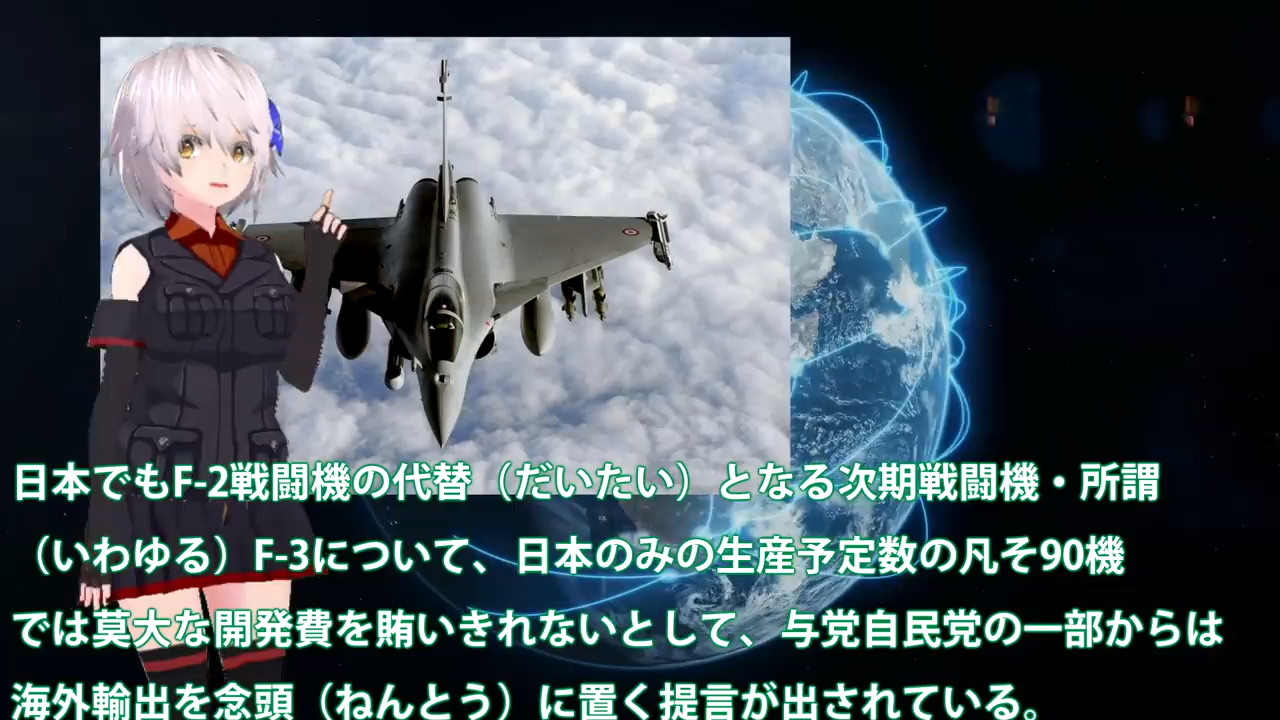 日本でもF-2戦闘機の代替（だいたい）となる次期戦闘機・所謂
（いわゆる）F-3について、日本のみの生産予定数の凡そ90機
では莫大な開発費を賄いきれないとして、与党自民党の一部からは
海外輸出を念頭（ねんとう）に置く提言が出されている。